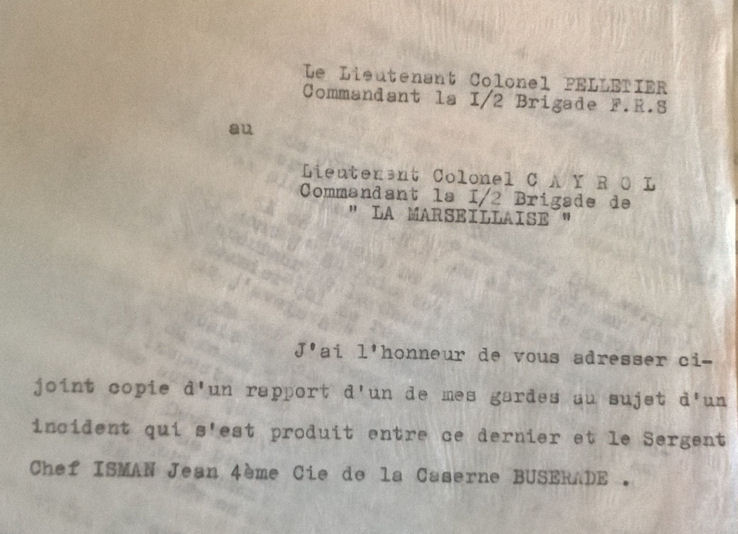 Le Lieutenant Colonel PELLETIER
Commandant la I/2 Brigade F.R.S
au
Lieutenant Colonel C A Y R O L
Commandant la I/2 Brigade de
" LA MARSEILLAISE "
J'ai l'honneur de vous adresser ci-
joint copie d'un rapport d'un de mes gardes au sujet d'un
incident qui s'est produit entre ce dernier et le Sergent
Chef ISMAN Jean 4ème Cie de la Caserne BUSERADE .